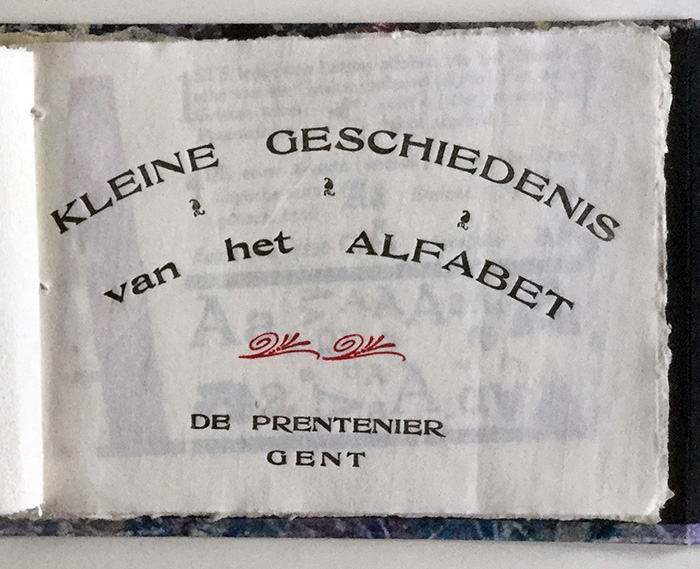 KLEINE GESCHIEDENIS
van het ALFABET
DE PRENTENIER
GENT